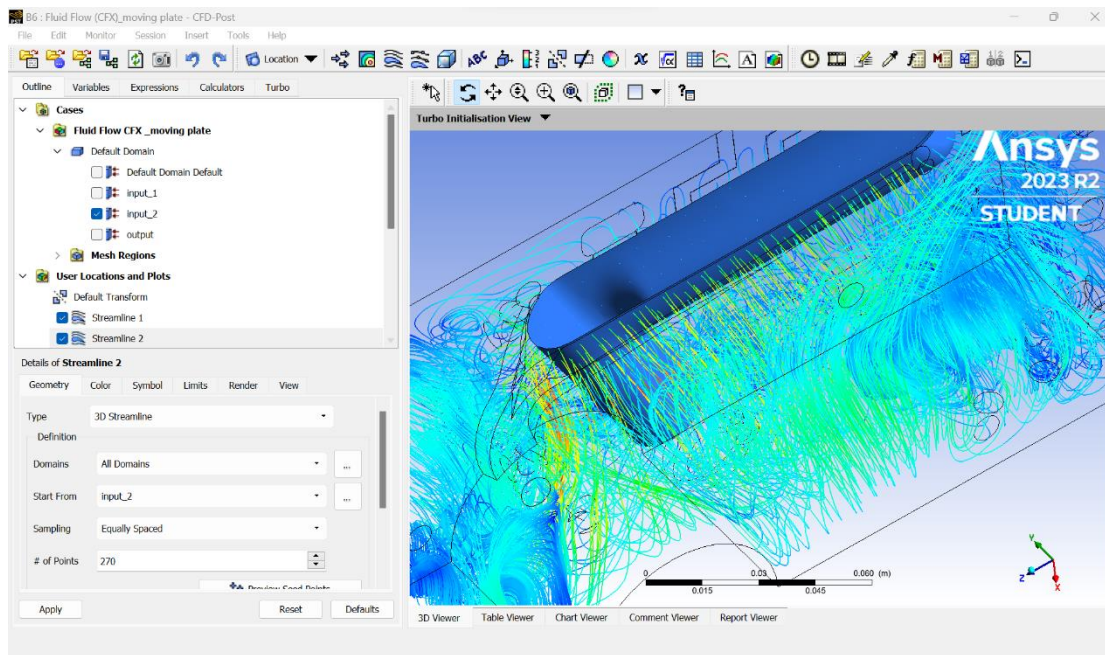 B6 : Fluid Flow (CFX)_moving plate - CFD-Post
File Edit Monitor Session Insert Tools Help
Location
Outline Variables Expressions Calculators Turbo
Cases
Fluid Flow CFX _moving plate
Default Domain
Default Domain Default
input_1
input_2
output
Mesh Regions
User Locations and Plots
Default Transform
Streamline 1
Streamline 2
Details of Streamline 2
Geometry Color Symbol Limits Render View
Type 3D Streamline
Definition
Domains All Domains ...
Start From input_2 ...
Sampling Equally Spaced
# of Points 270
Preview Seed Points
Apply Reset Defaults
Turbo Initialisation View
Ansys
2023 R2
STUDENT
0. 0.03 0.060 (m)
0.015 0.045
Y
Z
X
3D Viewer Table Viewer Chart Viewer Comment Viewer Report Viewer